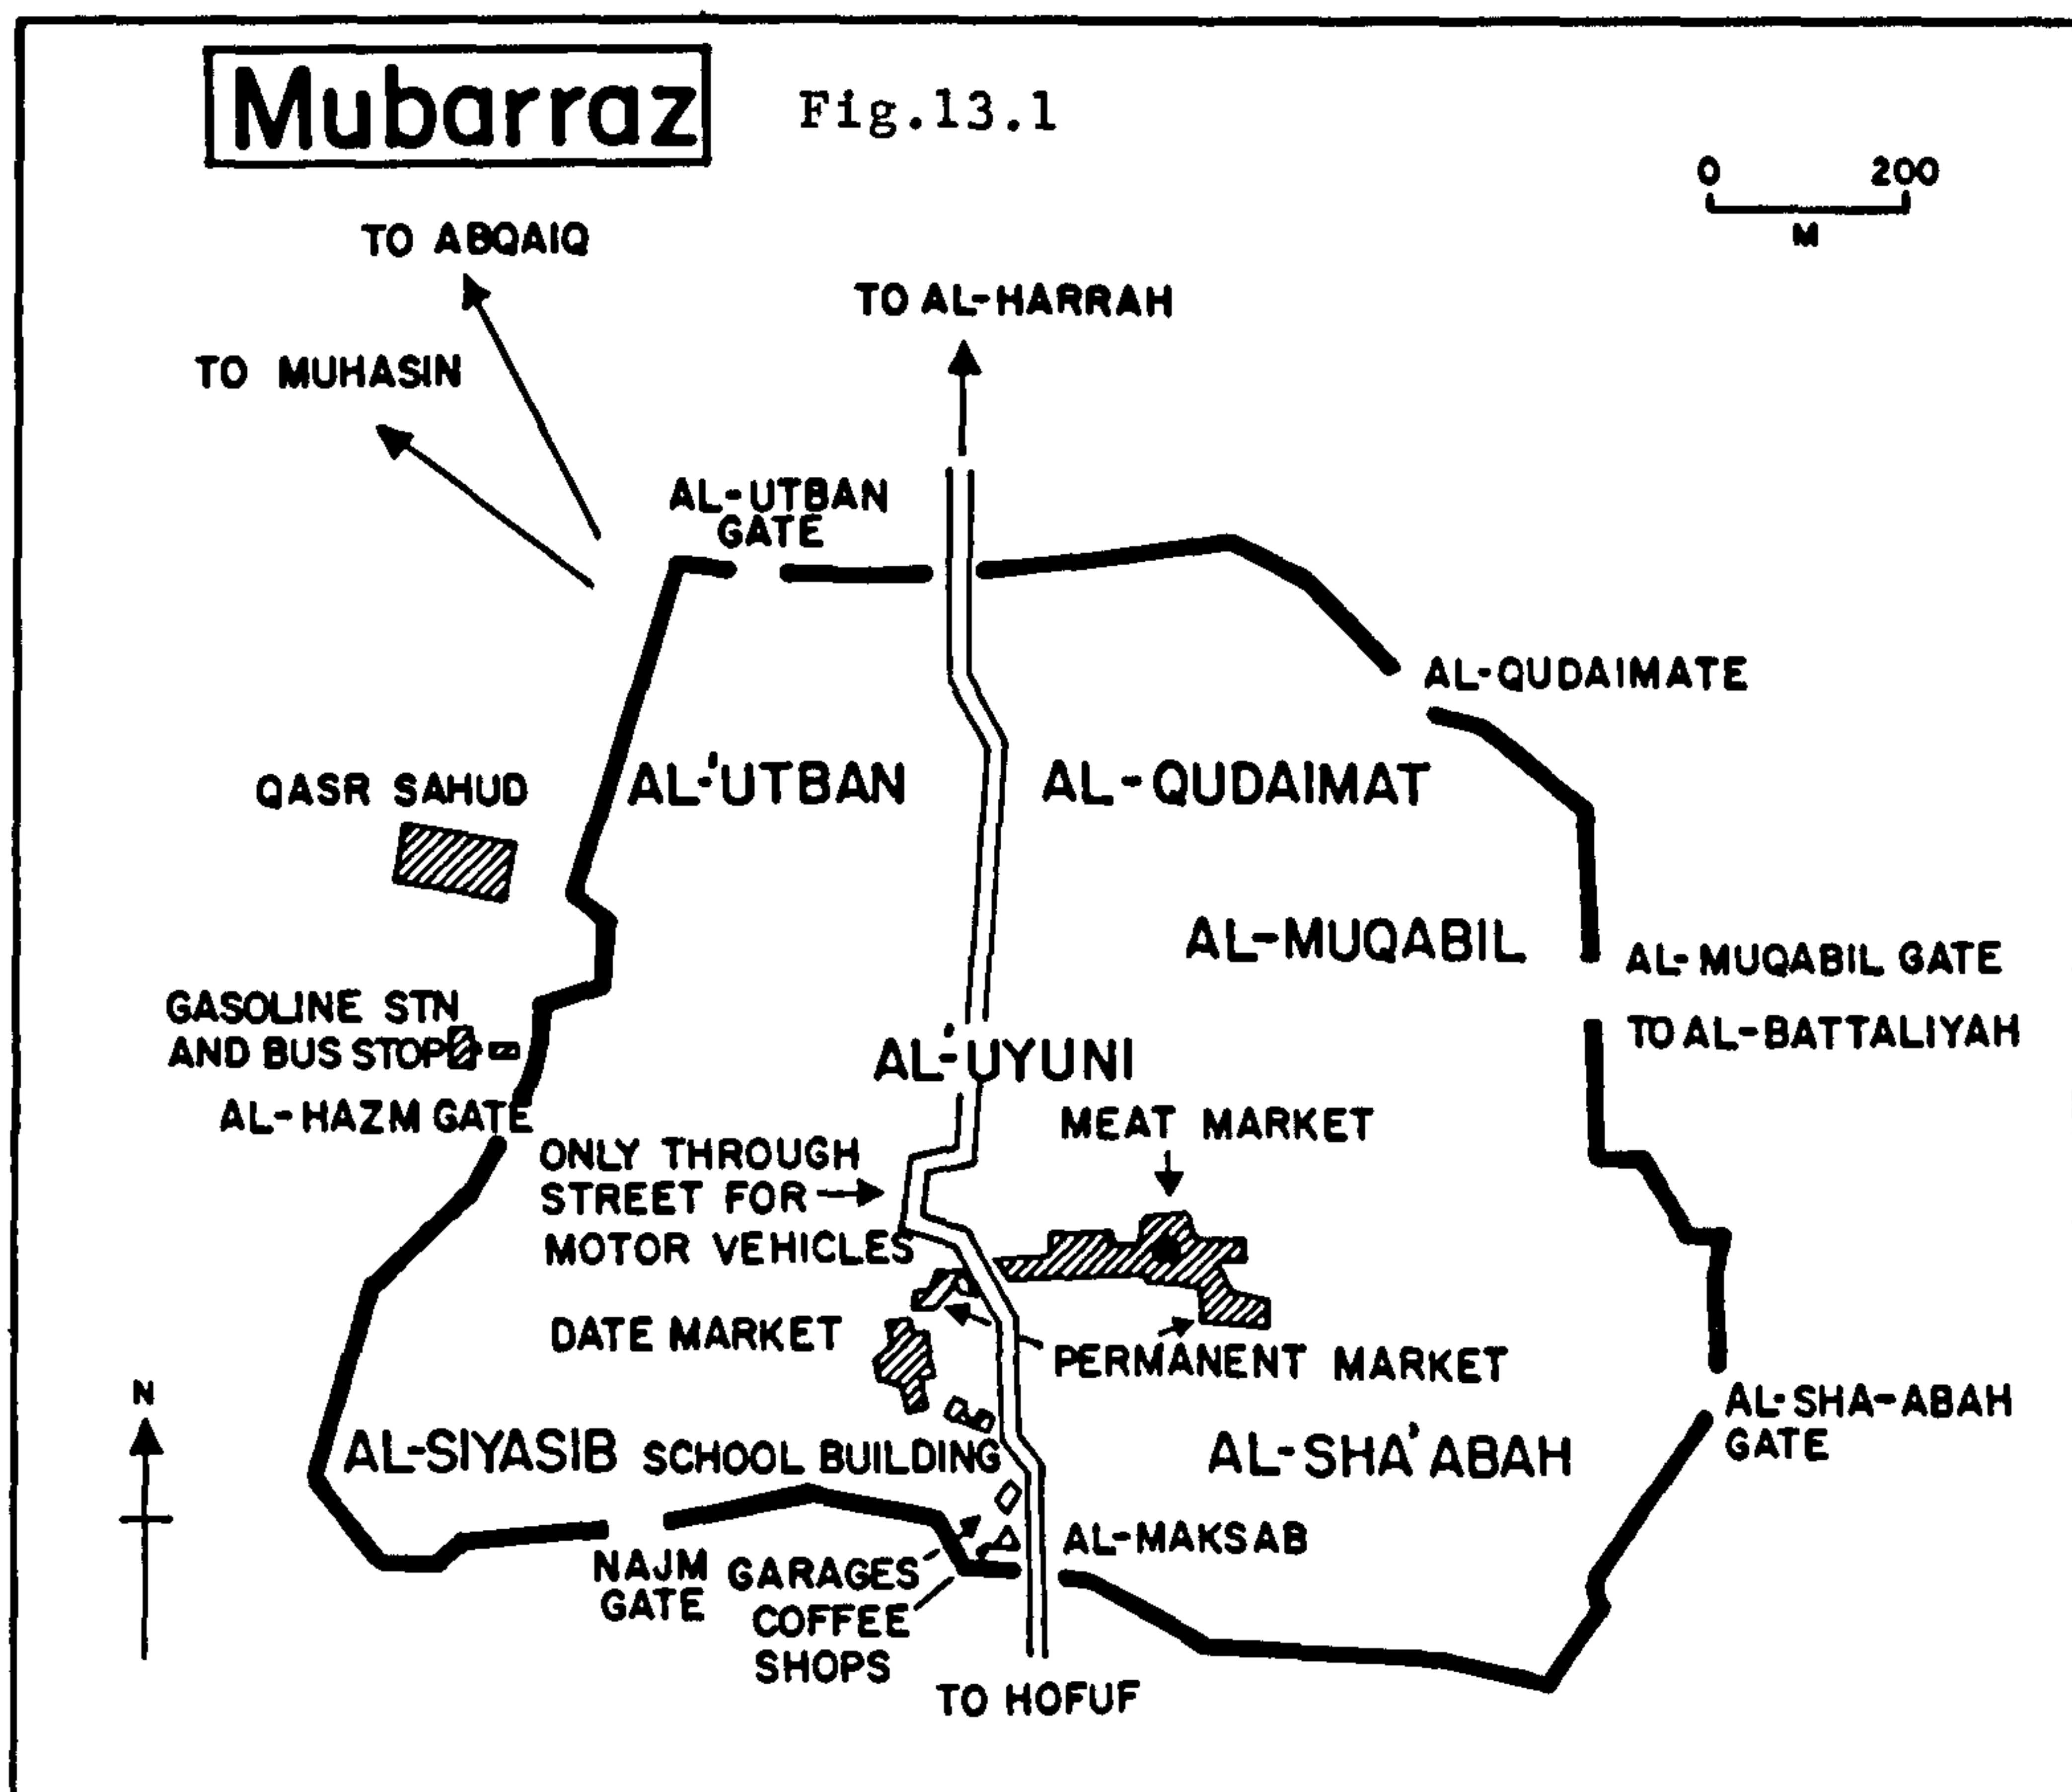 Mubarraz
Fig.13.1
0 200
M
TO ABQAIQ
TO AL-HARRAH
TO MUHASIN
AL-UTBAN
GATE
AL-QUDAIMATE
QASR SAHUD
AL-'UTBAN
AL-QUDAIMAT
AL-MUQABIL
AL-MUQABIL GATE
GASOLINE STN
AND BUS STOP
TO AL-BATTALIYAH
AL-'UYUNI
AL-HAZM GATE
MEAT MARKET
ONLY THROUGH
STREET FOR
MOTOR VEHICLES
DATE MARKET
PERMANENT MARKET
N
AL-SHA-ABAH
GATE
AL-SIYASIB
SCHOOL BUILDING
AL-SHA'ABAH
AL-MAKSAB
NAJM
GATE
GARAGES
COFFEE
SHOPS
TO HOFUF